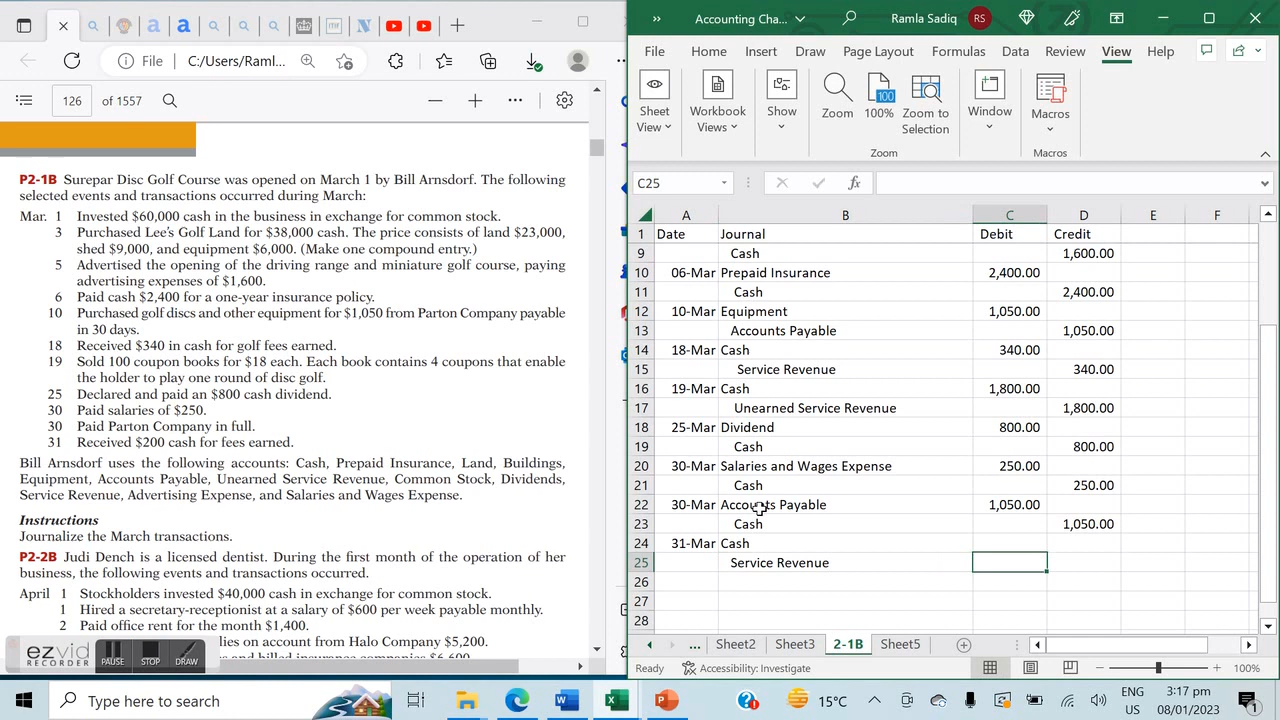 Accounting Cha...
Ramla Sadiq
RS
File
C:/Users/Raml...
126 of 1557
File Home Insert Draw Page Layout Formulas Data Review View Help
Sheet View
Workbook Views
Show
Zoom
100
100%
Zoom to Selection
Window
Macros
Zoom
Macros
C25
fx
P2-1B Surepar Disc Golf Course was opened on March 1 by Bill Arnsdorf. The following
selected events and transactions occurred during March:
Mar. 1 Invested $60,000 cash in the business in exchange for common stock.
3 Purchased Lee's Golf Land for $38,000 cash. The price consists of land $23,000,
shed $9,000, and equipment $6,000. (Make one compound entry.)
5 Advertised the opening of the driving range and miniature golf course, paying
advertising expenses of $1,600.
6 Paid cash $2,400 for a one-year insurance policy.
10 Purchased golf discs and other equipment for $1,050 from Parton Company payable
in 30 days.
18 Received $340 in cash for golf fees earned.
19 Sold 100 coupon books for $18 each. Each book contains 4 coupons that enable
the holder to play one round of disc golf.
25 Declared and paid an $800 cash dividend.
30 Paid salaries of $250.
30 Paid Parton Company in full.
31 Received $200 cash for fees earned.
Bill Arnsdorf uses the following accounts: Cash, Prepaid Insurance, Land, Buildings,
Equipment, Accounts Payable, Unearned Service Revenue, Common Stock, Dividends,
Service Revenue, Advertising Expense, and Salaries and Wages Expense.
Instructions
Journalize the March transactions.
P2-2B Judi Dench is a licensed dentist. During the first month of the operation of her
business, the following events and transactions occurred.
April 1 Stockholders invested $40,000 cash in exchange for common stock.
1 Hired a secretary-receptionist at a salary of $600 per week payable monthly.
2 Paid office rent for the month $1,400.
lies on account from Halo Company $5,200.
A B C D E F
1 Date Journal Debit Credit
9 Cash 1,600.00
10 06-Mar Prepaid Insurance 2,400.00
11 Cash 2,400.00
12 10-Mar Equipment 1,050.00
13 Accounts Payable 1,050.00
14 18-Mar Cash 340.00
15 Service Revenue 340.00
16 19-Mar Cash 1,800.00
17 Unearned Service Revenue 1,800.00
18 25-Mar Dividend 800.00
19 Cash 800.00
20 30-Mar Salaries and Wages Expense 250.00
21 Cash 250.00
22 30-Mar Accounts Payable 1,050.00
23 Cash 1,050.00
24 31-Mar Cash
25 Service Revenue
26
27
28
ezvid
RECORDER
PAUSE STOP DRAW
... Sheet2 Sheet3 2-1B Sheet5
Ready Accessibility: Investigate 100%
Type here to search
15°C
ENG
US
3:17 pm
08/01/2023
1